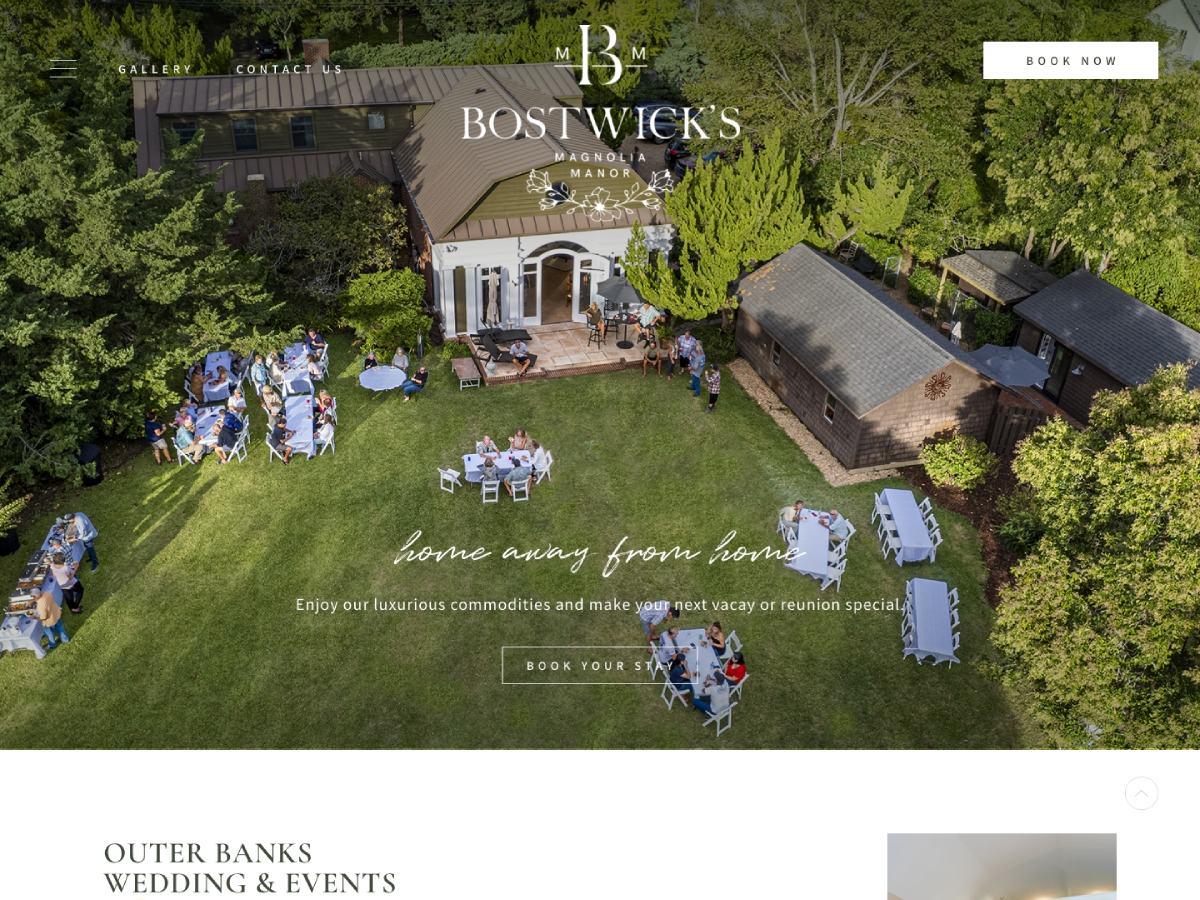 GALLERY
CONTACT US
M B M
BOSTWICK'S
MAGNOLIA
MANOR
BOOK NOW
home away from home
Enjoy our luxurious commodities and make your next vacay or reunion special.
BOOK YOUR STAY
OUTER BANKS
WEDDING & EVENTS